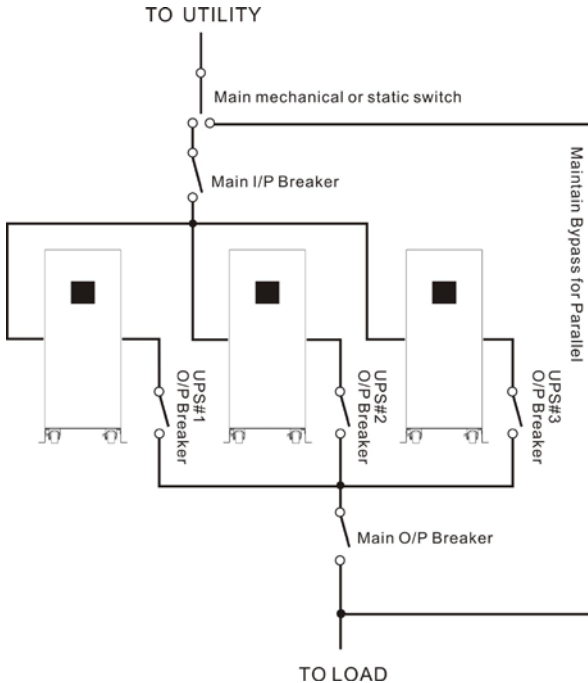 TO UTILITY
Main mechanical or static switch
Main I/P Breaker
Maintain Bypass for Parallel
UPS#1
O/P Breaker
UPS#2
O/P Breaker
UPS#3
O/P Breaker
Main O/P Breaker
TO LOAD